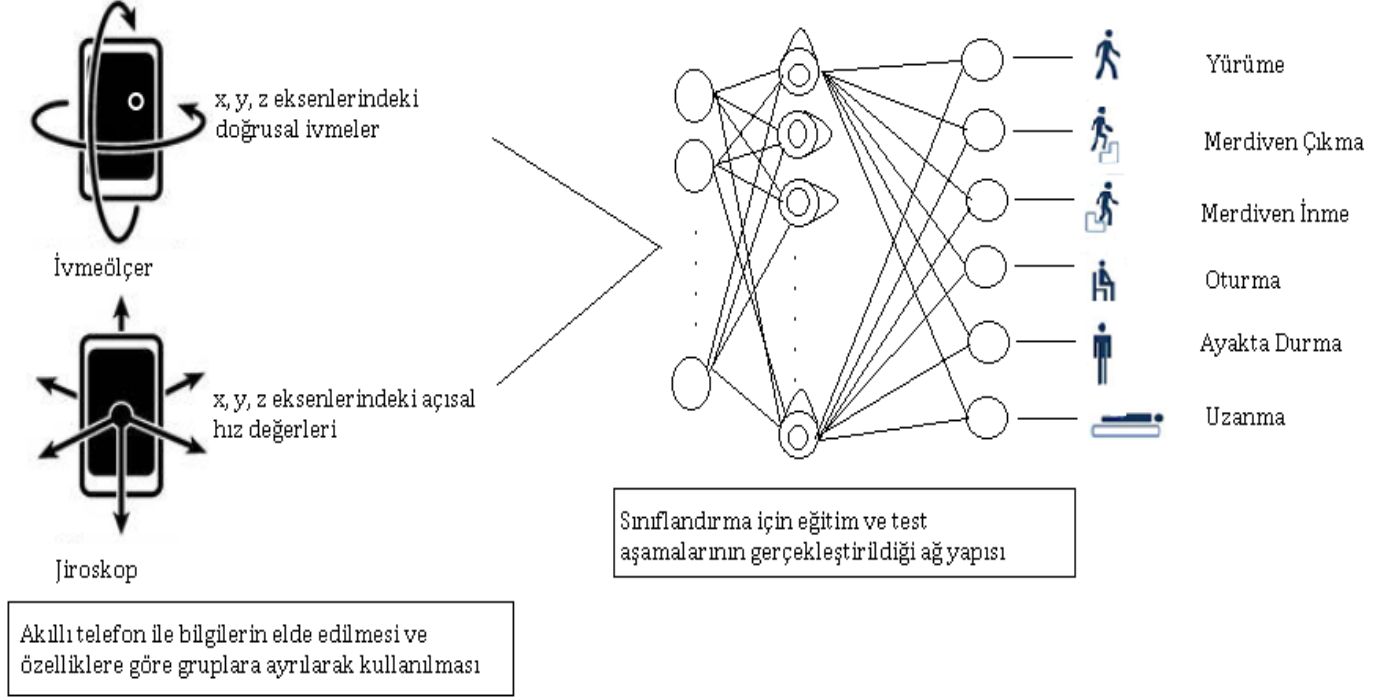 x, y, z eksenlerindeki
doğrusal ivmeler
İvmeölçer
x, y, z eksenlerindeki açısal
hız değerleri
Jiroskop
Akıllı telefon ile bilgilerin elde edilmesi ve
özelliklere göre gruplara ayrılarak kullanılması
Sınıflandırma için eğitim ve test
aşamalarının gerçekleştirildiği ağ yapısı
Yürüme
Merdiven Çıkma
Merdiven İnme
Oturma
Ayakta Durma
Uzanma